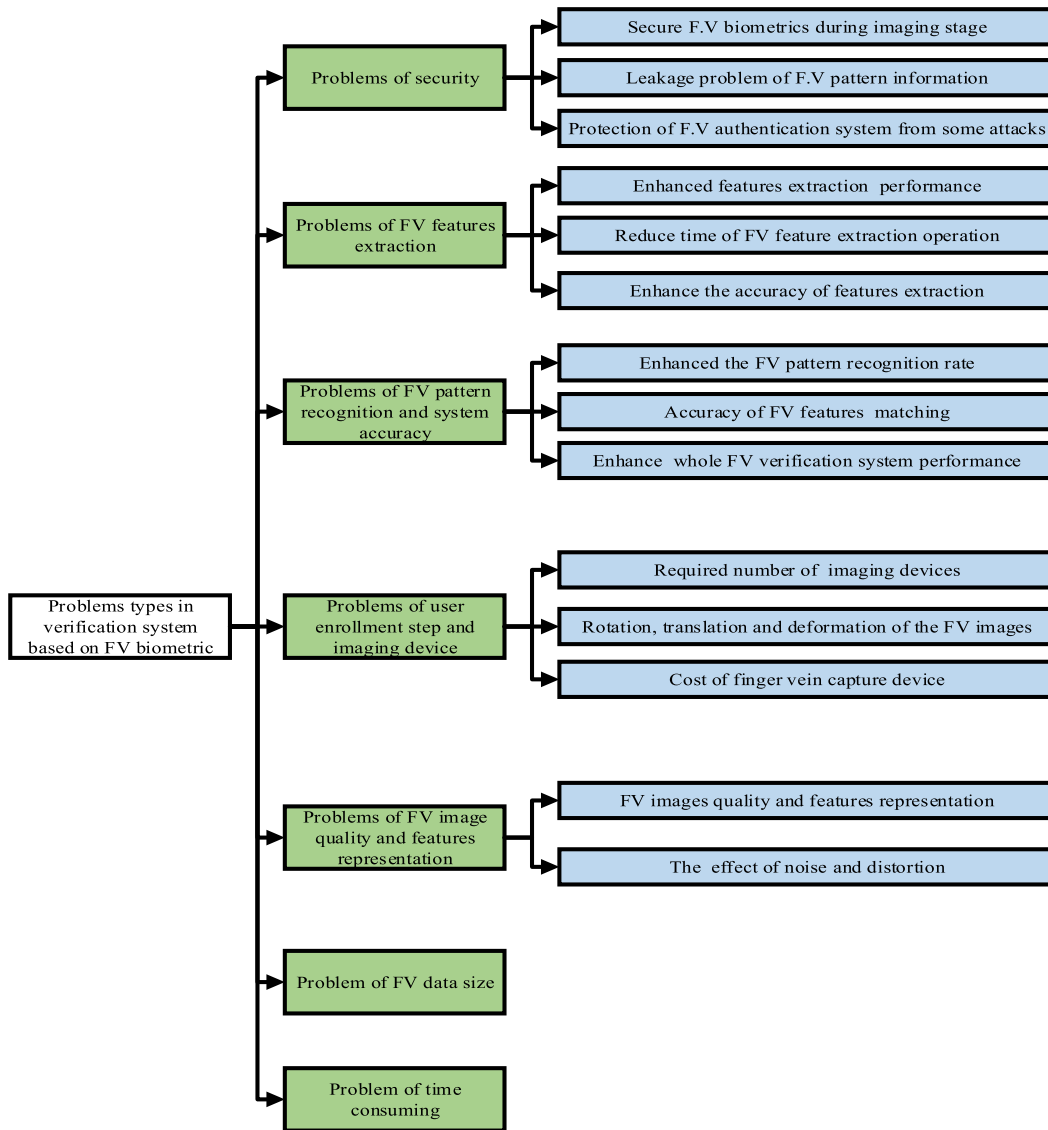 Problems types in
verification system
based on FV biometric
Problems of security
Secure F.V biometrics during imaging stage
Leakage problem of F.V pattern information
Protection of F.V authentication system from some attacks
Problems of FV features
extraction
Enhanced features extraction performance
Reduce time of FV feature extraction operation
Enhance the accuracy of features extraction
Problems of FV pattern
recognition and system
accuracy
Enhanced the FV pattern recognition rate
Accuracy of FV features matching
Enhance whole FV verification system performance
Problems of user
enrollment step and
imaging device
Required number of imaging devices
Rotation, translation and deformation of the FV images
Cost of finger vein capture device
Problems of FV image
quality and features
representation
FV images quality and features representation
The effect of noise and distortion
Problem of FV data size
Problem of time
consuming